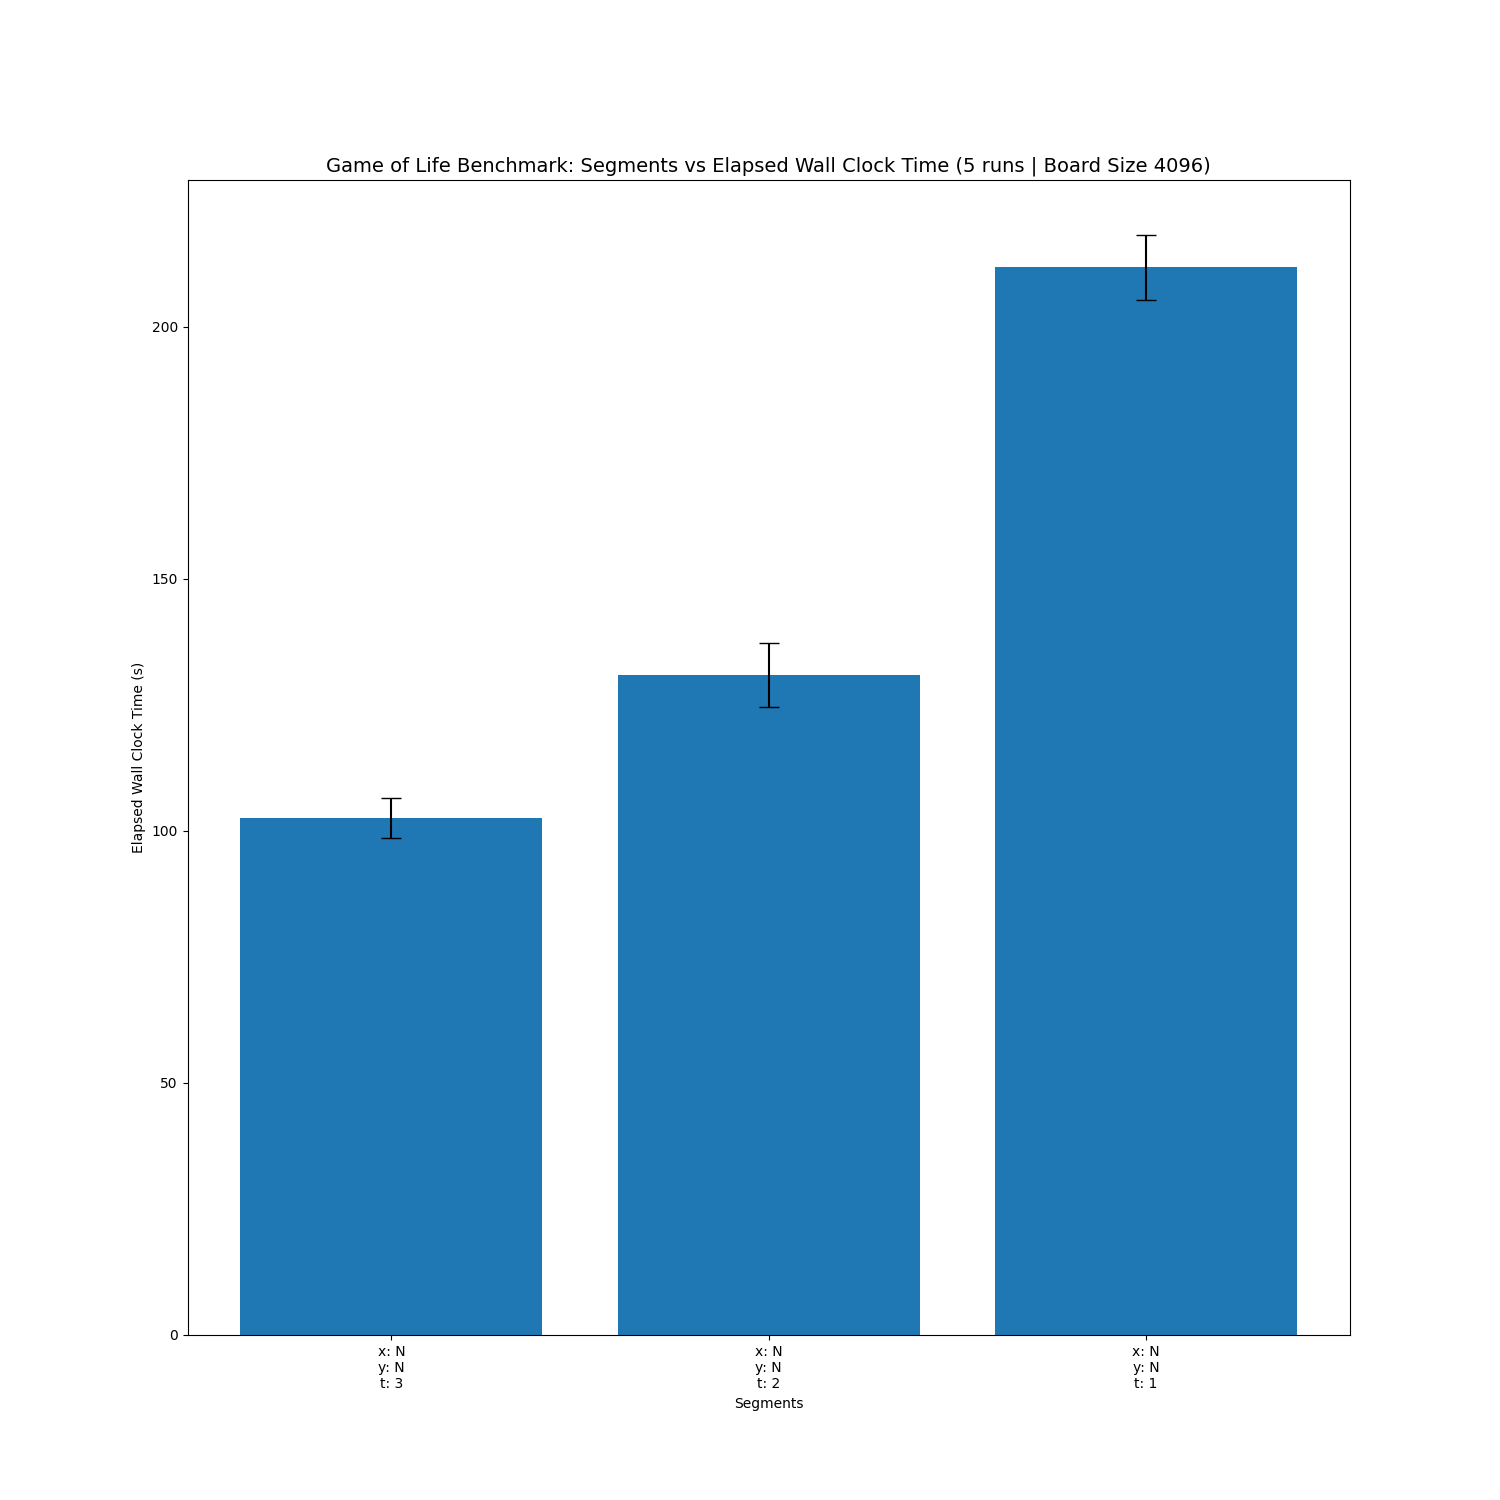 Game of Life Benchmark: Segments vs Elapsed Wall Clock Time (5 runs | Board Size 4096)
Elapsed Wall Clock Time (s)
200
150
100
50
0
x: N
y: N
t: 3
x: N
y: N
t: 2
x: N
y: N
t: 1
Segments